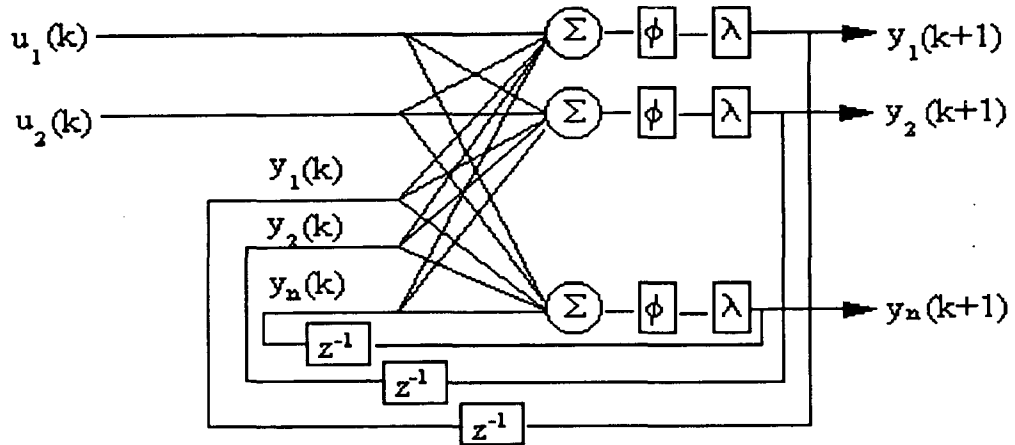 u₁(k) Σ ϕ λ y₁(k+1)
u₂(k) Σ ϕ λ y₂(k+1)
y₁(k)
y₂(k)
yₙ(k)
Σ ϕ λ yₙ(k+1)
z⁻¹
z⁻¹
z⁻¹